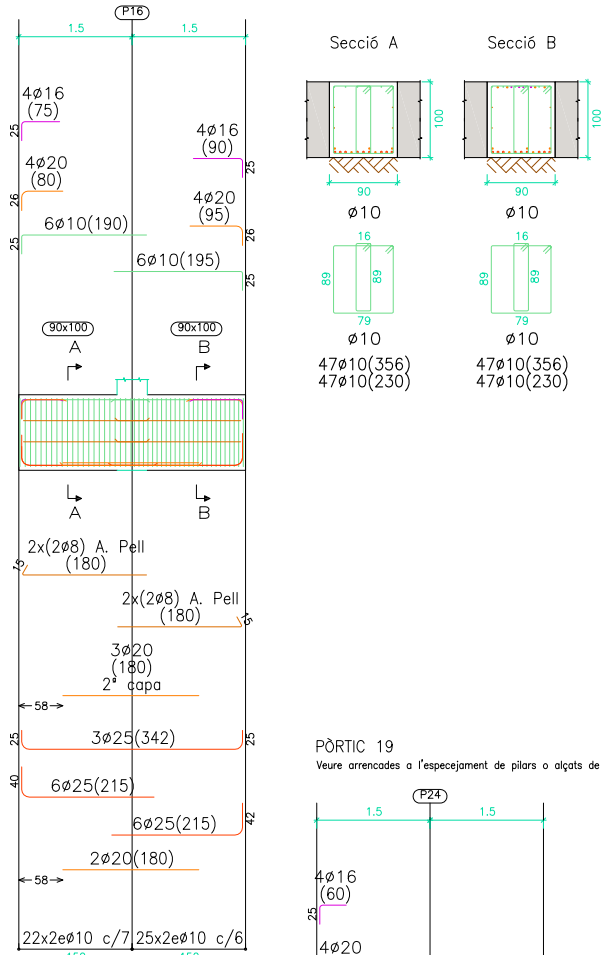 P16
1.5
1.5
4ø16
(75)
25
4ø16
(90)
25
4ø20
(80)
26
4ø20
(95)
26
6ø10(190)
25
6ø10(195)
25
90x100
90x100
A
B
A
B
2x(2ø8) A. Pell
(180)
15
2x(2ø8) A. Pell
(180)
15
3ø20
(180)
2ª capa
58
25
3ø25(342)
25
40
6ø25(215)
6ø25(215)
42
2ø20(180)
58
22x2eø10 c/7
25x2eø10 c/6
150
150
Secció A
Secció B
100
100
90
90
ø10
ø10
16
16
89
89
89
89
79
79
ø10
ø10
47ø10(356)
47ø10(356)
47ø10(230)
47ø10(230)
PÒRTIC 19
Veure arrencades a l'especejament de pilars o alçats de
P24
1.5
1.5
4ø16
(60)
25
4ø20